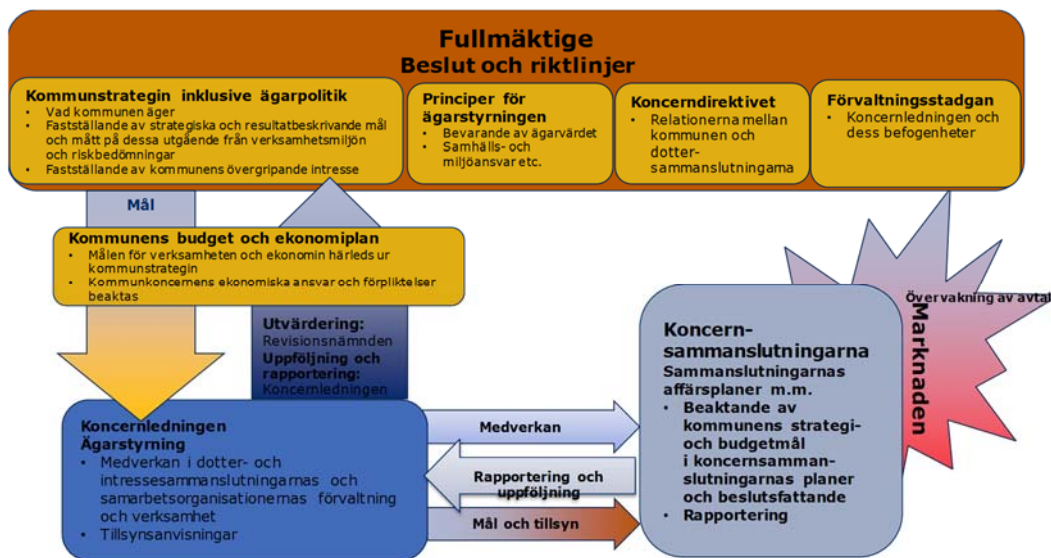 Fullmäktige
Beslut och riktlinjer
Kommunstrategin inklusive ägarpolitik
• Vad kommunen äger
• Fastställande av strategiska och resultatbeskrivande mål
och mått på dessa utgående från verksamhetsmiljön
och riskbedömningar
• Fastställande av kommunens övergripande intresse
Principer för
ägarstyrningen
• Bevarande av ägarvärdet
• Samhälls- och
miljöansvar etc.
Koncerndirektivet
• Relationerna mellan
kommunen och
dotter-
sammanslutningarna
Förvaltningsstadgan
• Koncernledningen och
dess befogenheter
Mål
Kommunens budget och ekonomiplan
• Målen för verksamheten och ekonomin härleds ur
kommunstrategin
• Kommunkoncernens ekonomiska ansvar och förpliktelser
beaktas
Utvärdering:
Revisionsnämnden
Uppföljning och
rapportering:
Koncernledningen
Koncernledningen
Ägarstyrning
• Medverkan i dotter- och
intressesammanslutningarnas och
samarbetsorganisationernas förvaltning
och verksamhet
• Tillsynsanvisningar
Medverkan
Rapportering och
uppföljning
Mål och tillsyn
Koncern-
sammanslutningarna
Sammanslutningarnas
affärsplaner m.m.
• Beaktande av
kommunens strategi-
och budgetmål
i koncernsamman-
slutningarnas planer
och beslutsfattande
• Rapportering
Övervakning av avtal
Marknaden